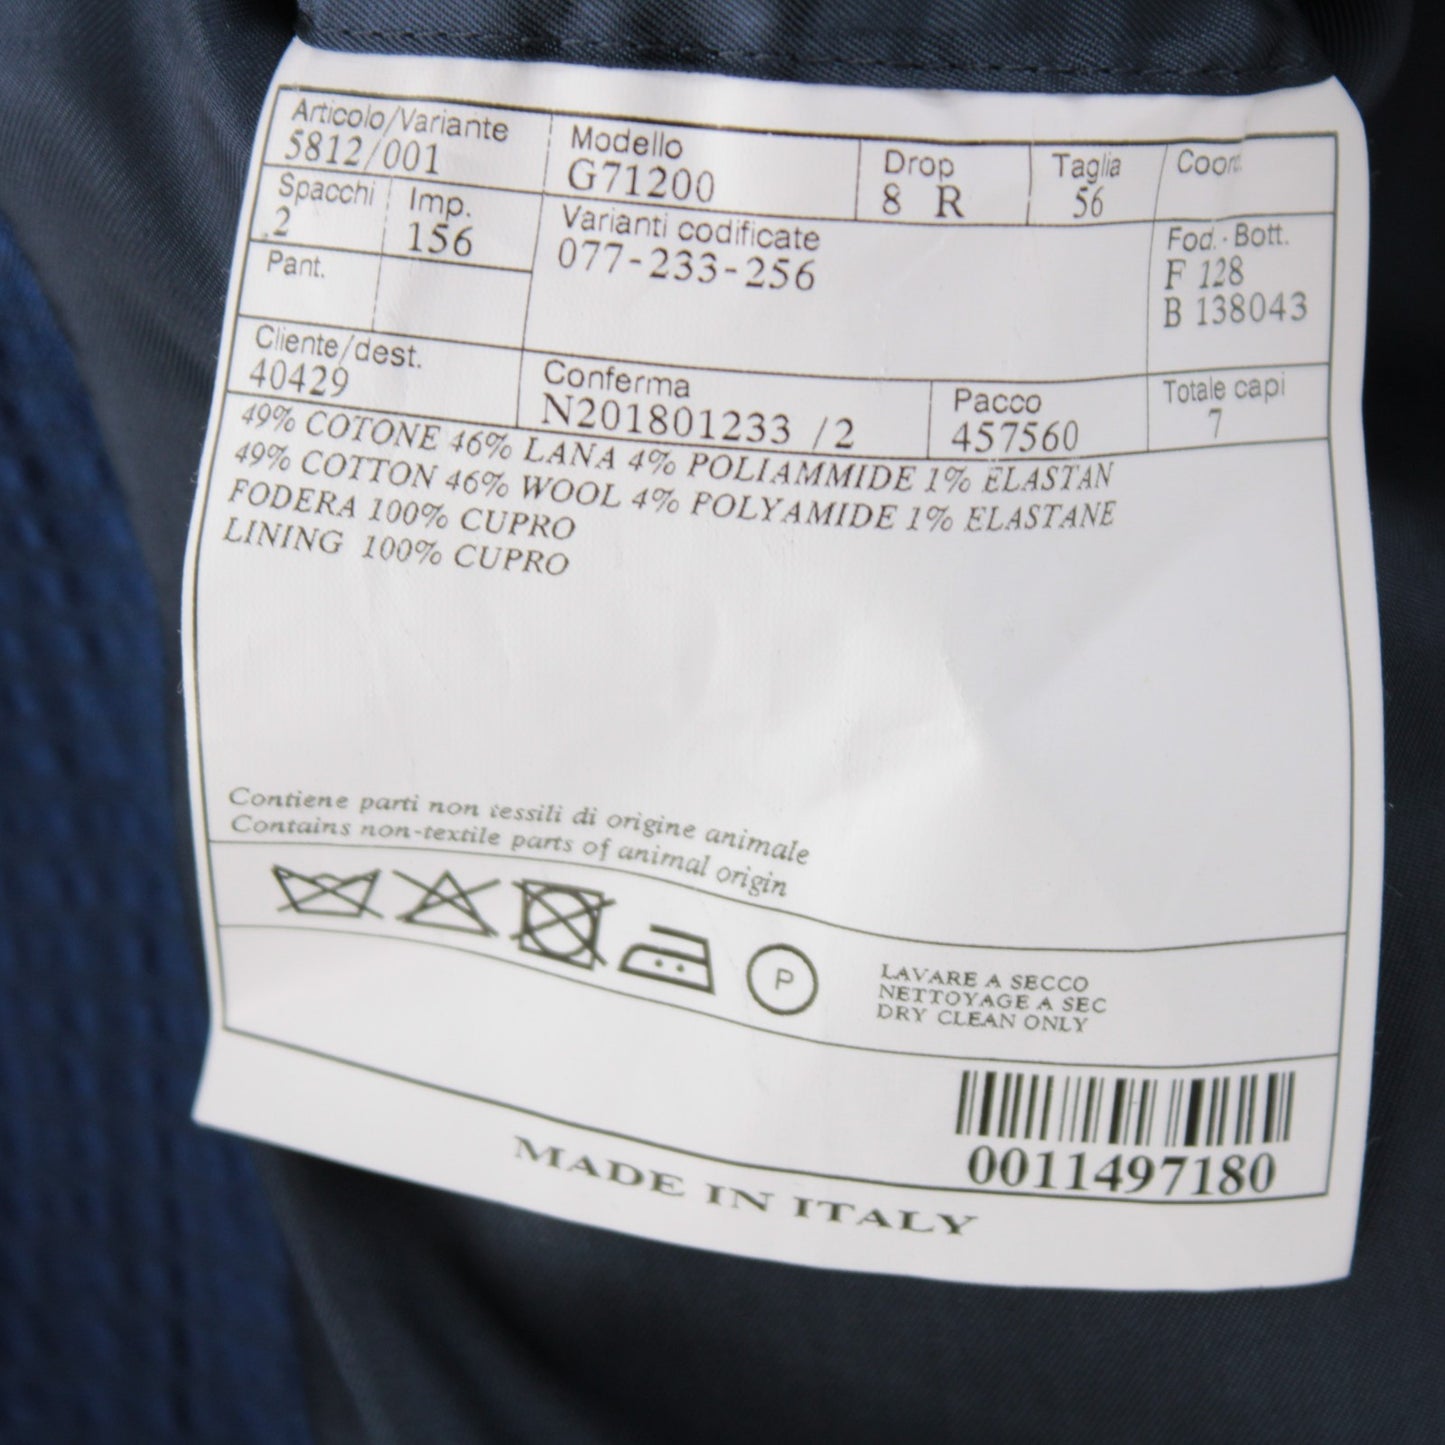 Articolo/Variante Modello Drop Taglia Coord.
5812/001 G71200 8 R 56
Spacchi Imp. Varianti codificate Fod. - Bott.
2 156 077-233-256 F 128
Pant. B 138043
Cliente/dest. Conferma Pacco Totale capi
40429 N201801233 /2 457560 7
49% COTONE 46% LANA 4% POLIAMMIDE 1% ELASTAN
49% COTTON 46% WOOL 4% POLYAMIDE 1% ELASTANE
FODERA 100% CUPRO
LINING 100% CUPRO
Contiene parti non tessili di origine animale
Contains non-textile parts of animal origin
P
LAVARE A SECCO
NETTOYAGE A SEC
DRY CLEAN ONLY
0011497180
MADE IN ITALY